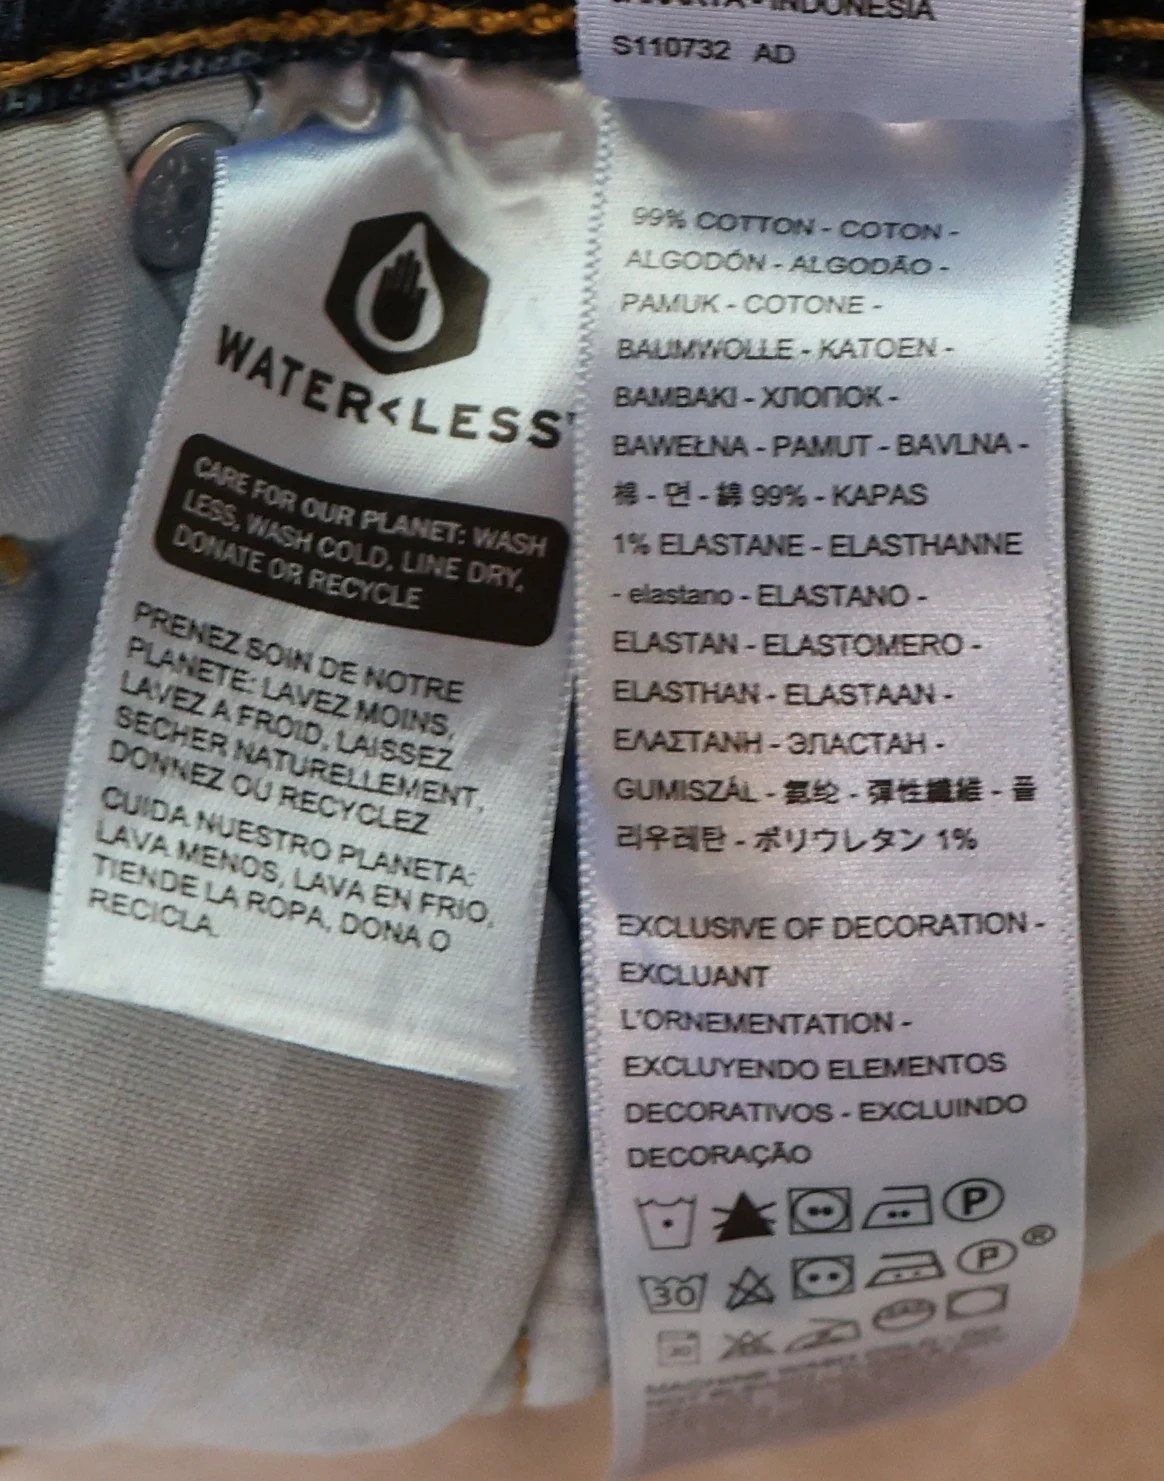 WATER<LESS™
CARE FOR OUR PLANET: WASH
LESS, WASH COLD, LINE DRY,
DONATE OR RECYCLE
PRENEZ SOIN DE NOTRE
PLANETE: LAVEZ MOINS,
LAVEZ A FROID, LAISSEZ
SECHER NATURELLEMENT,
DONNEZ OU RECYCLEZ
CUIDA NUESTRO PLANETA:
LAVA MENOS, LAVA EN FRIO,
TIENDE LA ROPA, DONA O
RECICLA.
INDONESIA
S110732 AD
99% COTTON - COTON -
ALGODÓN - ALGODÃO -
PAMUK - COTONE -
BAUMWOLLE - KATOEN -
BAMBAKI - ХЛОПОК -
BAWEŁNA - PAMUT - BAVLNA -
棉 - 면 - 綿 99% - KAPAS
1% ELASTANE - ELASTHANNE
- elastano - ELASTANO -
ELASTAN - ELASTOMERO -
ELASTHAN - ELASTAAN -
ΕΛΑΣΤΑΝΗ - ЭЛАСТАН -
GUMISZÁL - 氨纶 - 彈性纖維 - 폴
리우레탄 - ポリウレタン 1%
EXCLUSIVE OF DECORATION -
EXCLUANT
L'ORNEMENTATION -
EXCLUYENDO ELEMENTOS
DECORATIVOS - EXCLUINDO
DECORAÇÃO
P
30 P ®
30